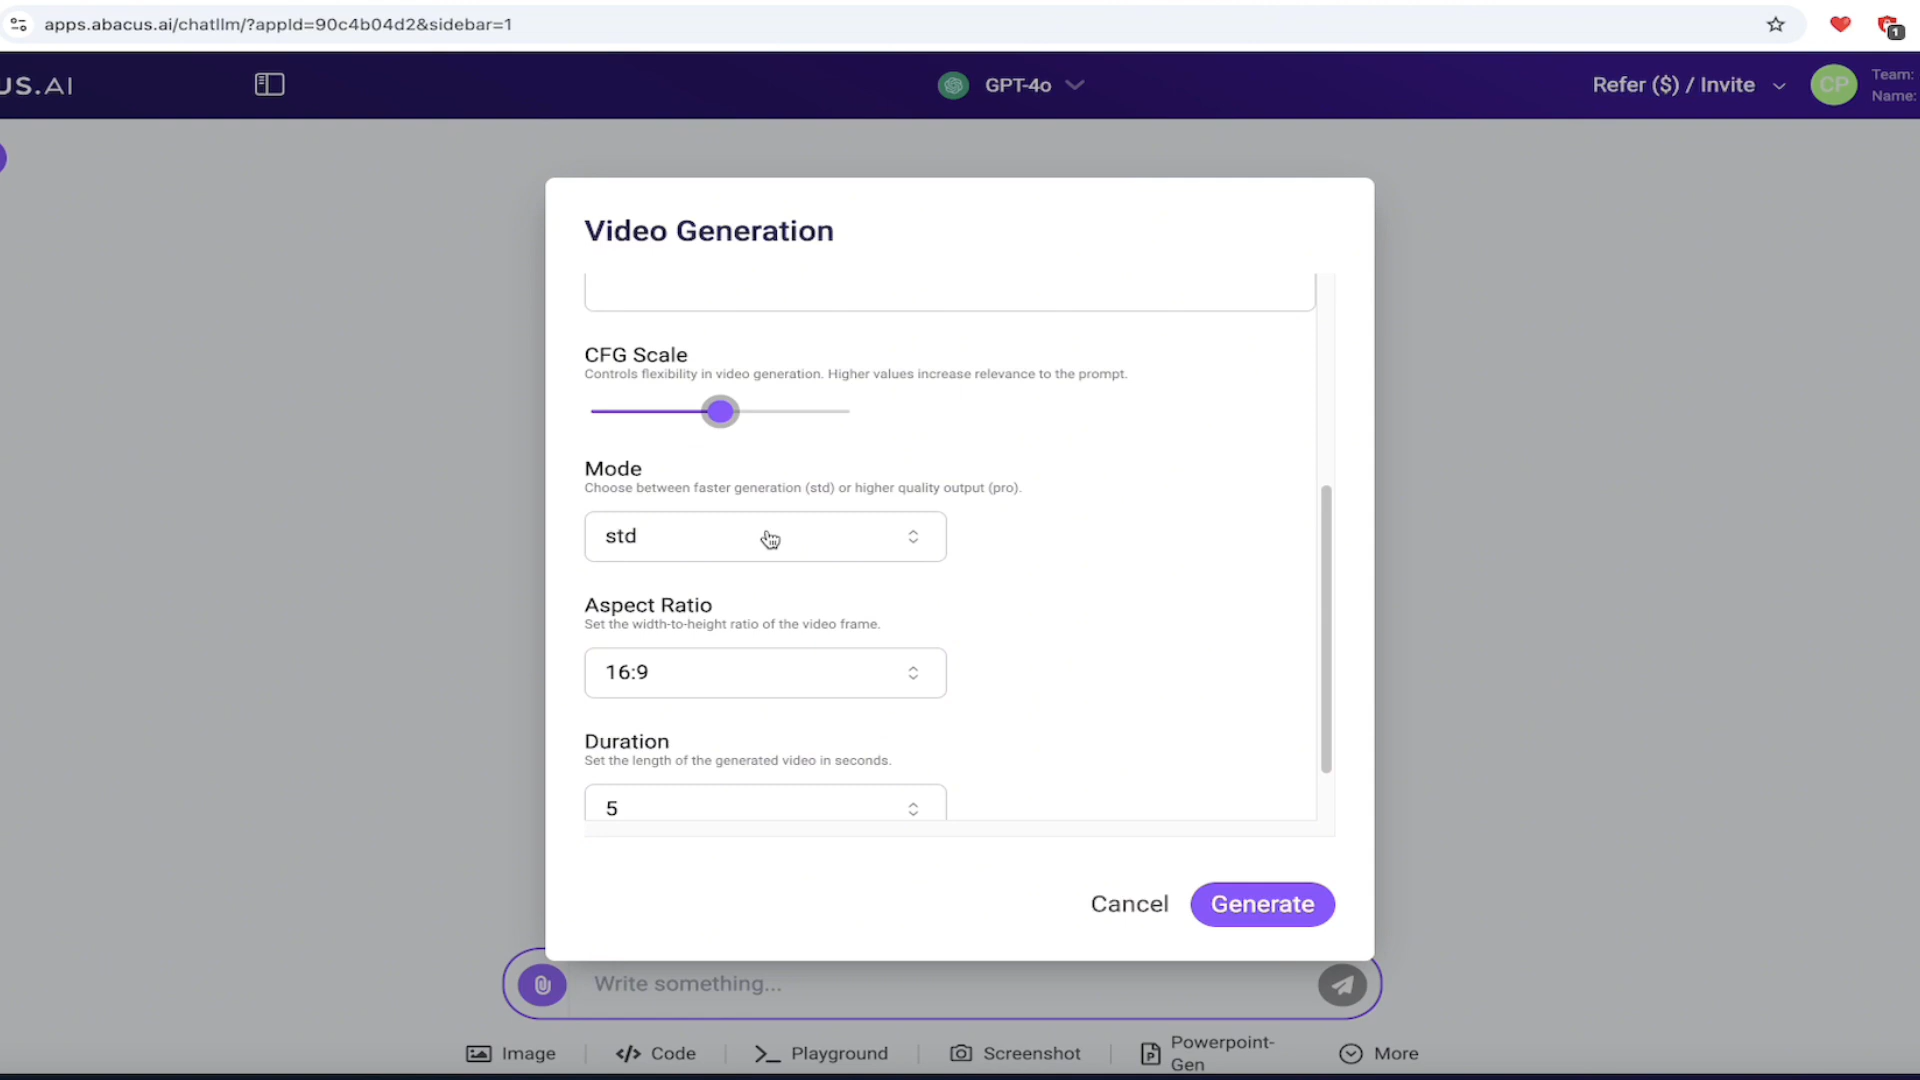 apps.abacus.ai/chatllm/?appId=90c4b04d2&sidebar=1
1
US.AI
GPT-4o
Refer ($) / Invite
CP
Team:
Name:
Video Generation
CFG Scale
Controls flexibility in video generation. Higher values increase relevance to the prompt.
Mode
Choose between faster generation (std) or higher quality output (pro).
std
Aspect Ratio
Set the width-to-height ratio of the video frame.
16:9
Duration
Set the length of the generated video in seconds.
5
Cancel
Generate
Write something...
Image
</> Code
Playground
Screenshot
Powerpoint-
Gen
More